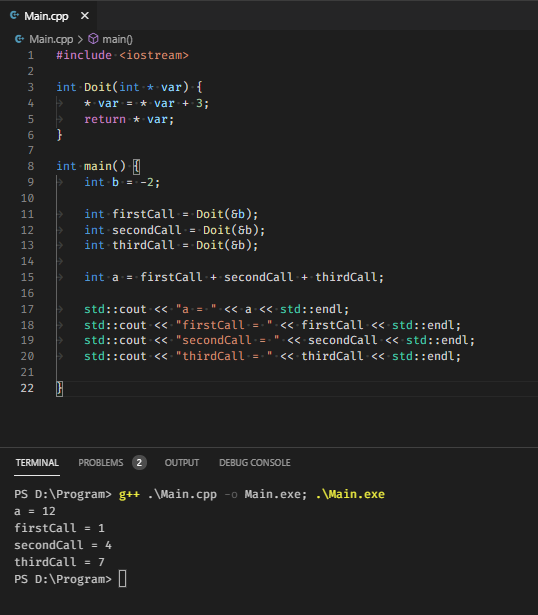 Main.cpp
Main.cpp > main()
1 #include <iostream>
2
3 int Doit(int * var) {
4 * var = * var + 3;
5 return * var;
6 }
7
8 int main() {
9 int b = -2;
10
11 int firstCall = Doit(&b);
12 int secondCall = Doit(&b);
13 int thirdCall = Doit(&b);
14
15 int a = firstCall + secondCall + thirdCall;
16
17 std::cout << "a = " << a << std::endl;
18 std::cout << "firstCall = " << firstCall << std::endl;
19 std::cout << "secondCall = " << secondCall << std::endl;
20 std::cout << "thirdCall = " << thirdCall << std::endl;
21
22 }
TERMINAL PROBLEMS 2 OUTPUT DEBUG CONSOLE
PS D:\Program> g++ .\Main.cpp -o Main.exe; .\Main.exe
a = 12
firstCall = 1
secondCall = 4
thirdCall = 7
PS D:\Program>